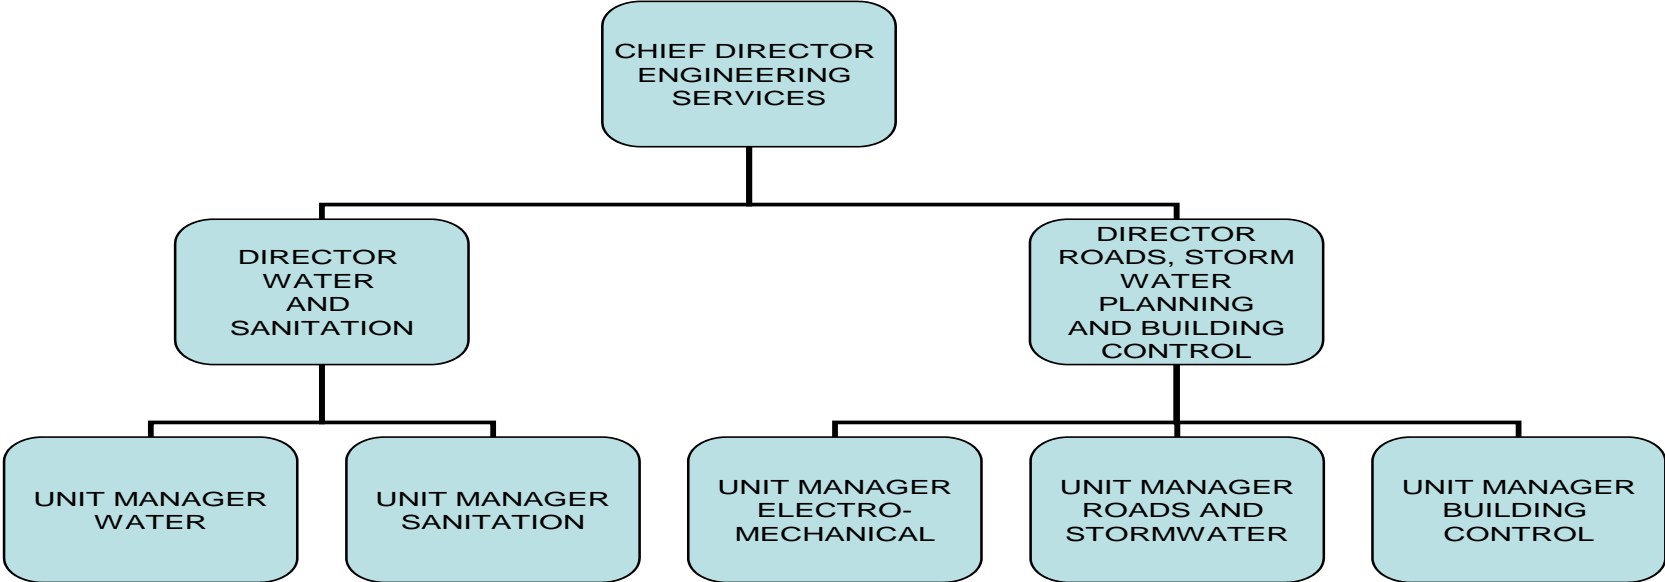 CHIEF DIRECTOR
ENGINEERING
SERVICES
DIRECTOR
WATER
AND
SANITATION
DIRECTOR
ROADS, STORM
WATER
PLANNING
AND BUILDING
CONTROL
UNIT MANAGER
WATER
UNIT MANAGER
SANITATION
UNIT MANAGER
ELECTRO-
MECHANICAL
UNIT MANAGER
ROADS AND
STORMWATER
UNIT MANAGER
BUILDING
CONTROL